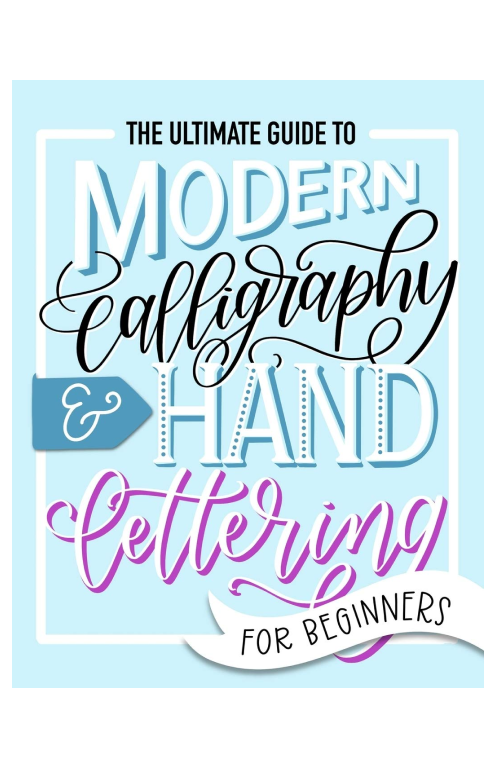 THE ULTIMATE GUIDE TO
MODERN
Calligraphy
& HAND
lettering
FOR BEGINNERS